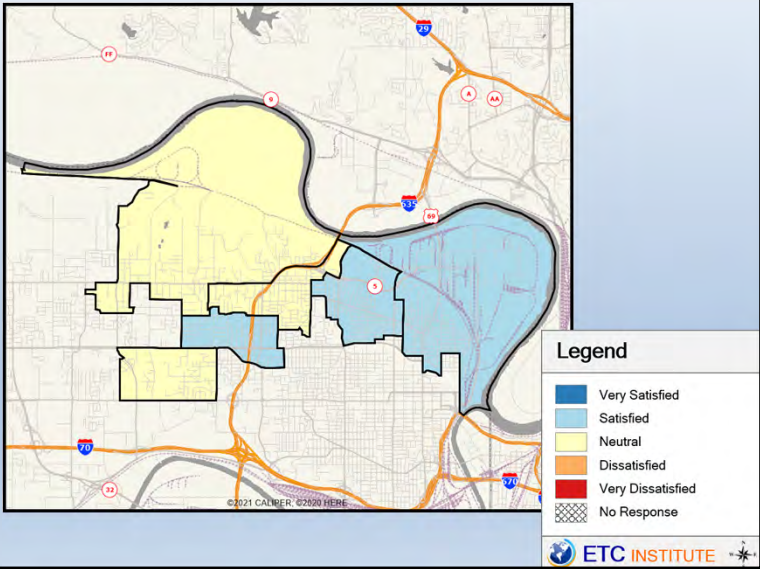 29
FF
A
AA
9
635
69
5
Legend
Very Satisfied
Satisfied
Neutral
Dissatisfied
Very Dissatisfied
No Response
70
32
670
©2021 CALIPER; ©2020 HERE
ETC INSTITUTE
N
W